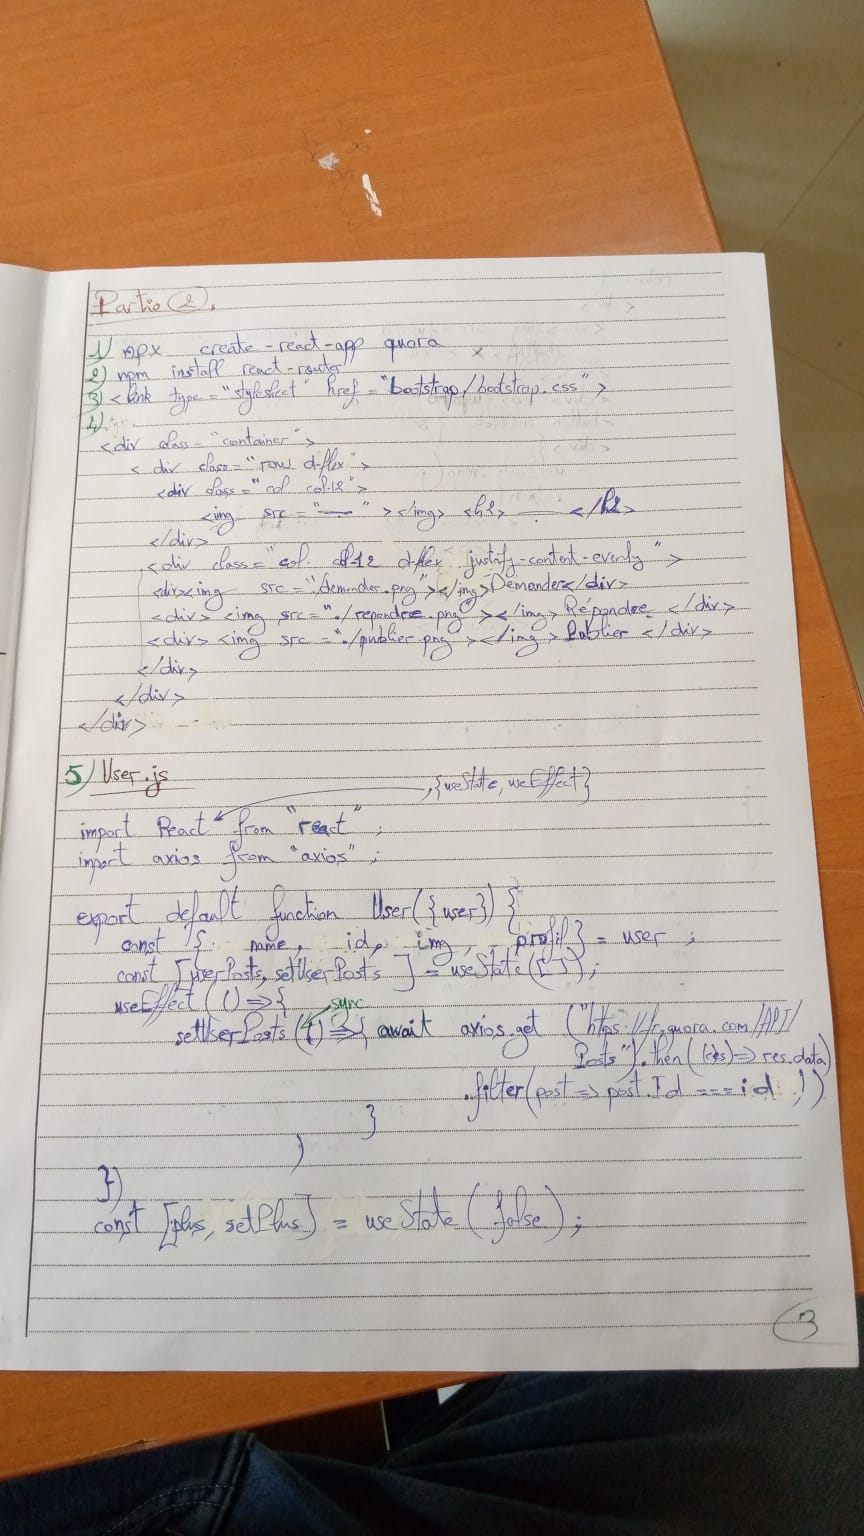 Partie 2.
1) npx create-react-app quora
2) npm install react-router
3) <link type="stylesheet" href="bootstrap/bootstrap.css">
4)
<div class="container">
< div class="row d-flex">
<div class="col col-12">
<img src="—"></img> <h2> — </h2>
</div>
<div class="col. col-12 d-flex justify-content-evenly">
<div><img src="./demander.png"></img>Demander</div>
<div> <img src="./repondre.png"></img> Répondre </div>
<div> <img src="./publier.png"></img> Publier </div>
</div>
</div>
</div>
5) User.js
,{useState, useEffect}
import React from "react";
import axios from "axios";
export default function User({user}) {
const { name, id, img, profil} = user;
const [userPosts, setUserPosts] = useState([]);
useEffect(()=>{
sync
setUserPosts(()=>{ await axios.get ("https://fr.quora.com/API/
Posts").then((res)=> res.data)
.filter(post=> post.Id === id ))
}
)
})
const [plus, setPlus] = useState(false);
3